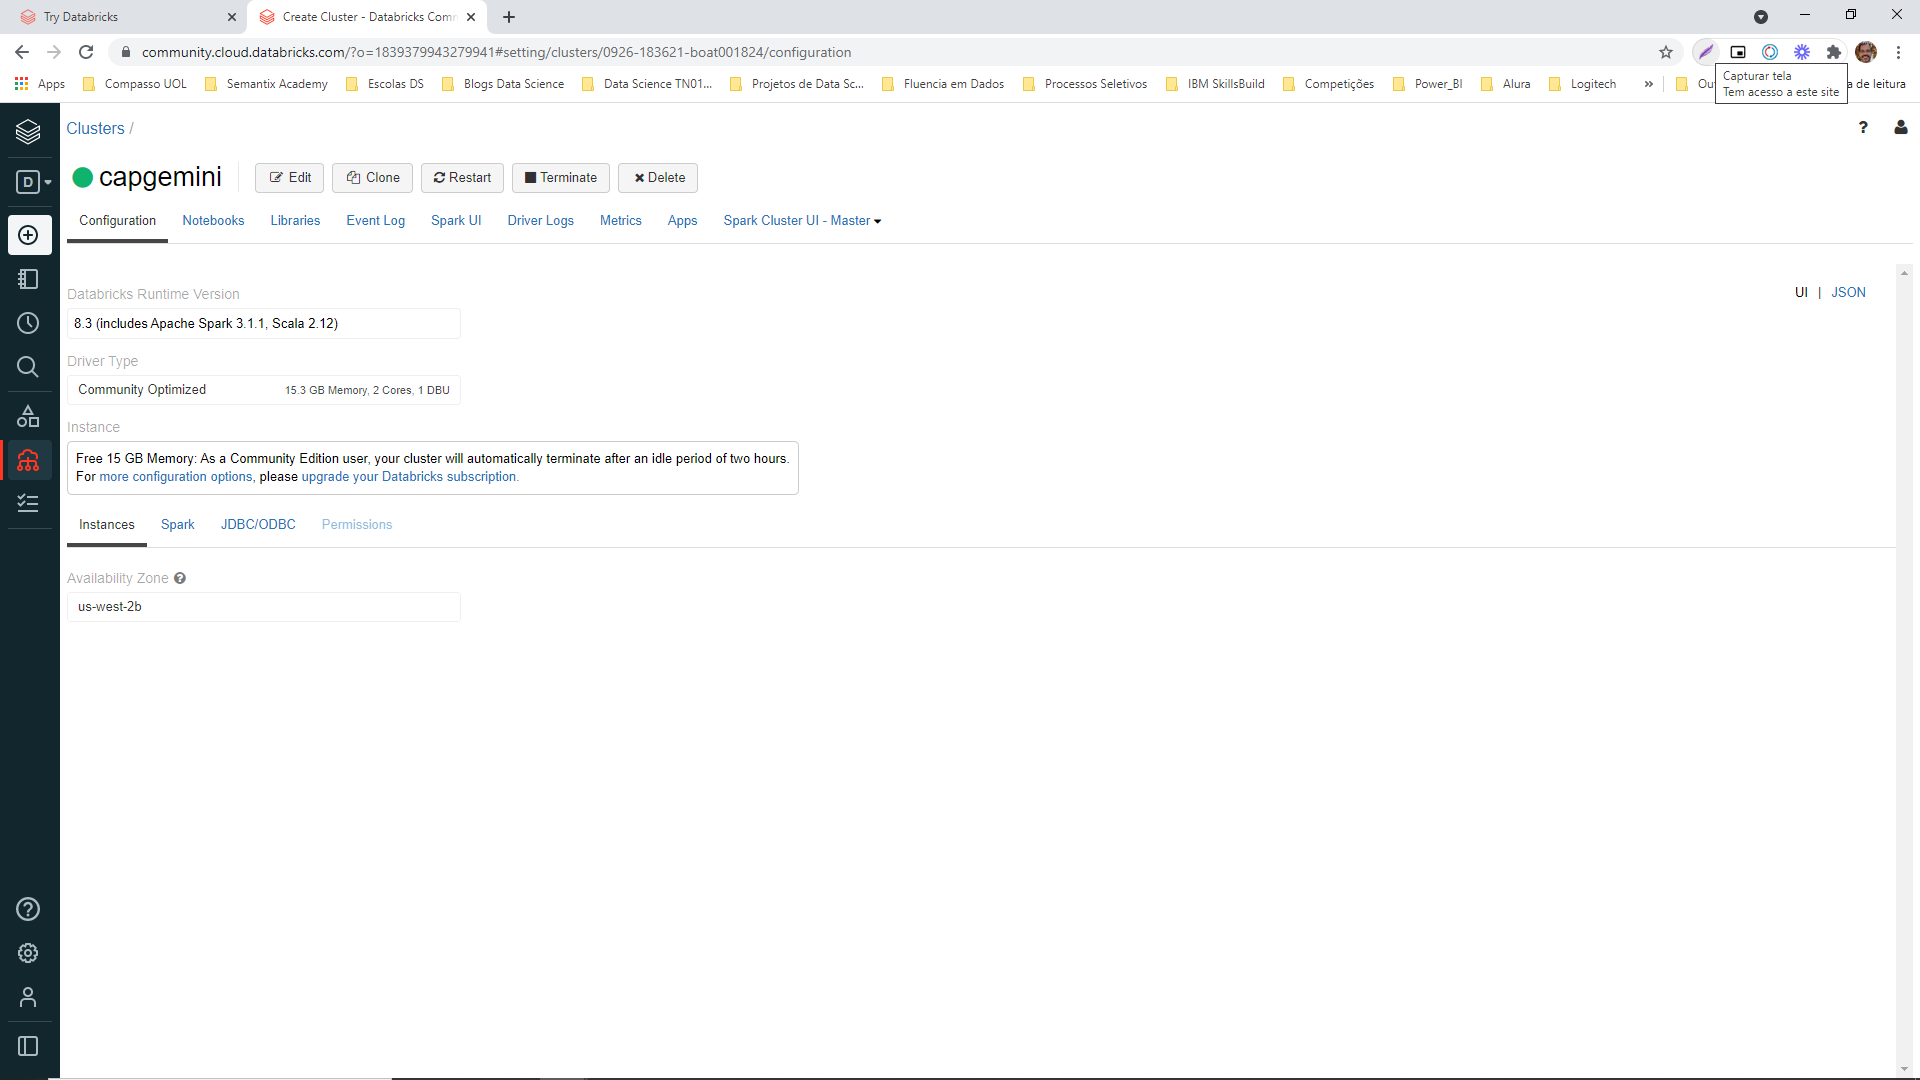 Try Databricks
Create Cluster - Databricks Comm
community.cloud.databricks.com/?o=1839379943279941#setting/clusters/0926-183621-boat001824/configuration
Apps Compasso UOL Semantix Academy Escolas DS Blogs Data Science Data Science TN01... Projetos de Data Sc... Fluencia em Dados Processos Seletivos IBM SkillsBuild Competições Power_BI Alura Logitech » Ou a de leitura
Capturar tela
Tem acesso a este site
Clusters /
?
D
capgemini
Edit Clone Restart Terminate Delete
Configuration Notebooks Libraries Event Log Spark UI Driver Logs Metrics Apps Spark Cluster UI - Master
UI | JSON
Databricks Runtime Version
8.3 (includes Apache Spark 3.1.1, Scala 2.12)
Driver Type
Community Optimized 15.3 GB Memory, 2 Cores, 1 DBU
Instance
Free 15 GB Memory: As a Community Edition user, your cluster will automatically terminate after an idle period of two hours.
For more configuration options, please upgrade your Databricks subscription.
Instances Spark JDBC/ODBC Permissions
Availability Zone ?
us-west-2b